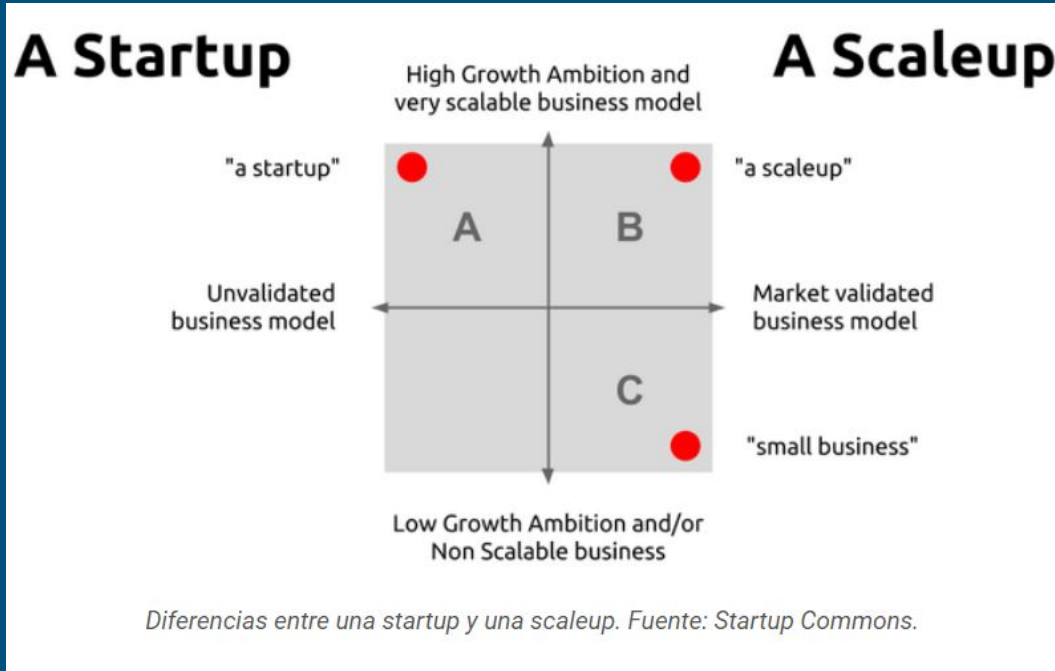 A Startup
A Scaleup
High Growth Ambition and
very scalable business model
"a startup"
"a scaleup"
A
B
Unvalidated
business model
Market validated
business model
C
"small business"
Low Growth Ambition and/or
Non Scalable business
Diferencias entre una startup y una scaleup. Fuente: Startup Commons.